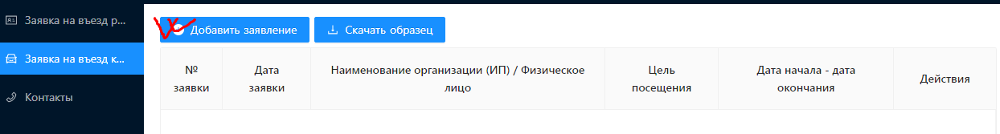 Заявка на въезд р...
Заявка на въезд к...
Контакты
Добавить заявление
Скачать образец
№ заявки
Дата заявки
Наименование организации (ИП) / Физическое лицо
Цель посещения
Дата начала - дата окончания
Действия